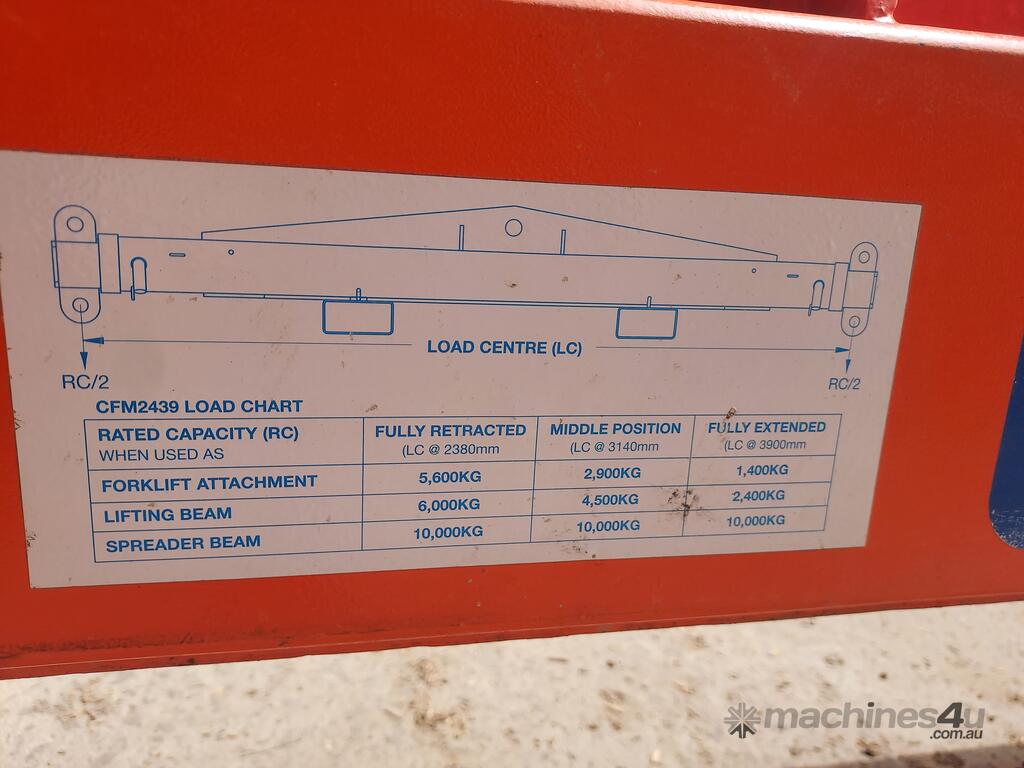 LOAD CENTRE (LC)
RC/2
RC/2
CFM2439 LOAD CHART
RATED CAPACITY (RC)
WHEN USED AS
FULLY RETRACTED
(LC @ 2380mm
MIDDLE POSITION
(LC @ 3140mm
FULLY EXTENDED
(LC @ 3900mm
FORKLIFT ATTACHMENT 5,600KG 2,900KG 1,400KG
LIFTING BEAM 6,000KG 4,500KG 2,400KG
SPREADER BEAM 10,000KG 10,000KG 10,000KG
machines4u
.com.au